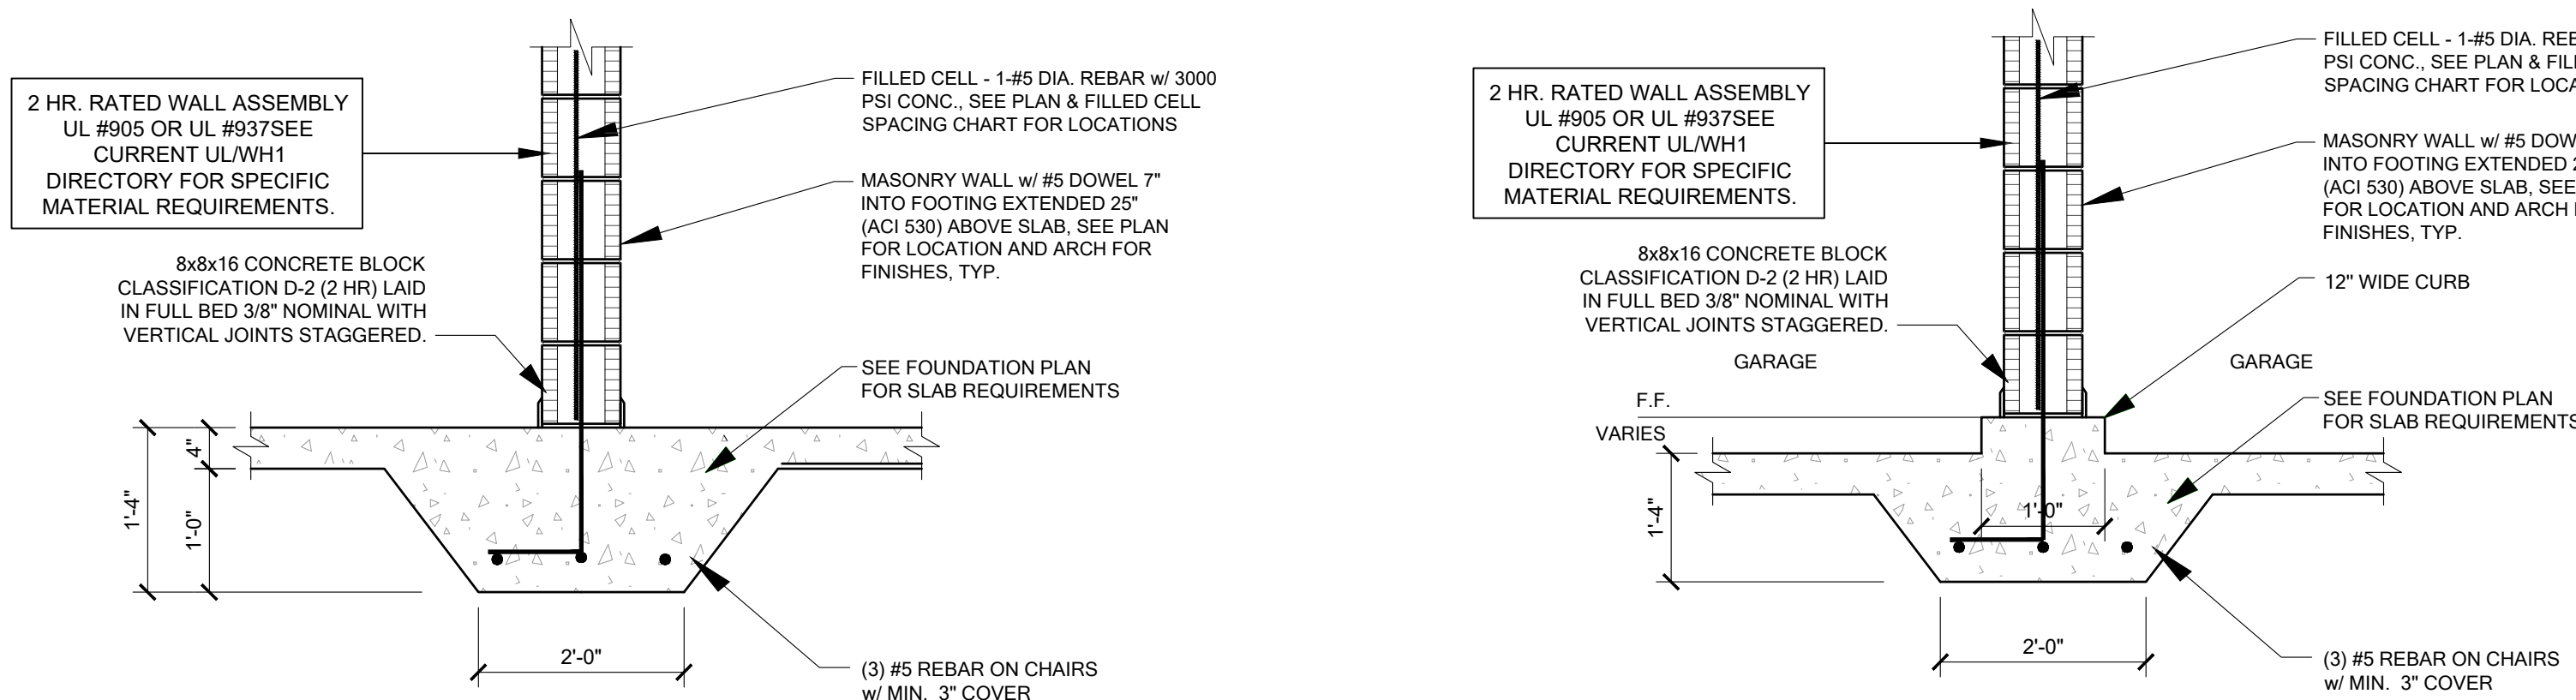 2 HR. RATED WALL ASSEMBLY
UL #905 OR UL #937SEE
CURRENT UL/WH1
DIRECTORY FOR SPECIFIC
MATERIAL REQUIREMENTS.
8x8x16 CONCRETE BLOCK
CLASSIFICATION D-2 (2 HR) LAID
IN FULL BED 3/8" NOMINAL WITH
VERTICAL JOINTS STAGGERED.
FILLED CELL - 1-#5 DIA. REBAR w/ 3000
PSI CONC., SEE PLAN & FILLED CELL
SPACING CHART FOR LOCATIONS
MASONRY WALL w/ #5 DOWEL 7"
INTO FOOTING EXTENDED 25"
(ACI 530) ABOVE SLAB, SEE PLAN
FOR LOCATION AND ARCH FOR
FINISHES, TYP.
SEE FOUNDATION PLAN
FOR SLAB REQUIREMENTS
4"
1'-4"
1'-0"
2'-0"
(3) #5 REBAR ON CHAIRS
w/ MIN. 3" COVER
2 HR. RATED WALL ASSEMBLY
UL #905 OR UL #937SEE
CURRENT UL/WH1
DIRECTORY FOR SPECIFIC
MATERIAL REQUIREMENTS.
8x8x16 CONCRETE BLOCK
CLASSIFICATION D-2 (2 HR) LAID
IN FULL BED 3/8" NOMINAL WITH
VERTICAL JOINTS STAGGERED.
FILLED CELL - 1-#5 DIA.
PSI CONC., SEE PLAN &
SPACING CHART FOR
MASONRY WALL w/ #5
INTO FOOTING EXTENDED
(ACI 530) ABOVE SLAB, SEE
FOR LOCATION AND ARCH
FINISHES, TYP.
12" WIDE CURB
GARAGE
GARAGE
F.F.
VARIES
SEE FOUNDATION PLAN
FOR SLAB REQUIREMENTS
1'-4"
1'-0"
2'-0"
(3) #5 REBAR ON CHAIRS
w/ MIN. 3" COVER